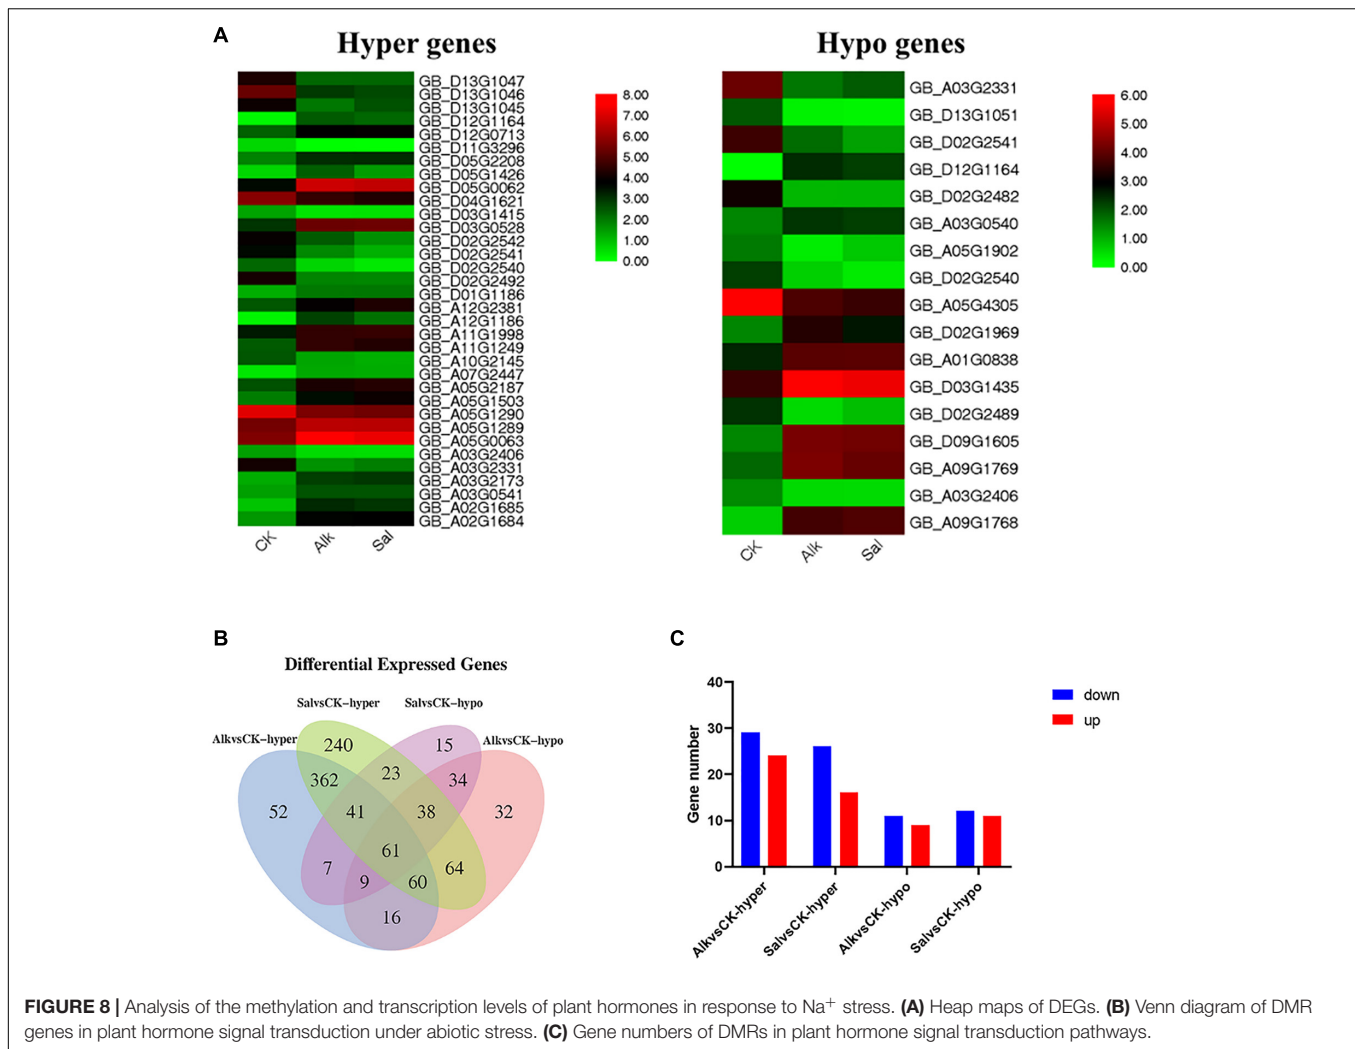 A
Hyper genes
GB_D13G1047
GB_D13G1046
GB_D13G1045
GB_D12G1164
GB_D12G0713
GB_D11G3296
GB_D05G2208
GB_D05G1426
GB_D05G0062
GB_D04G1621
GB_D03G1415
GB_D03G0528
GB_D02G2542
GB_D02G2541
GB_D02G2540
GB_D02G2492
GB_D01G1186
GB_A12G2381
GB_A12G1186
GB_A11G1998
GB_A11G1249
GB_A10G2145
GB_A07G2447
GB_A05G2187
GB_A05G1503
GB_A05G1290
GB_A05G1289
GB_A05G0063
GB_A03G2406
GB_A03G2331
GB_A03G2173
GB_A03G0541
GB_A02G1685
GB_A02G1684
CK Alk Sal
8.00
7.00
6.00
5.00
4.00
3.00
2.00
1.00
0.00
Hypo genes
GB_A03G2331
GB_D13G1051
GB_D02G2541
GB_D12G1164
GB_D02G2482
GB_A03G0540
GB_A05G1902
GB_D02G2540
GB_A05G4305
GB_D02G1969
GB_A01G0838
GB_D03G1435
GB_D02G2489
GB_D09G1605
GB_A09G1769
GB_A03G2406
GB_A09G1768
CK Alk Sal
6.00
5.00
4.00
3.00
2.00
1.00
0.00
B
Differential Expressed Genes
SalvsCK-hyper SalvsCK-hypo
AlkvsCK-hyper AlkvsCK-hypo
240 15
362 23 34
52 41 38 32
61
7 9 60 64
16
C
40
30
20
10
0
Gene number
AlkvsCK-hyper SalvsCK-hyper AlkvsCK-hypo SalvsCK-hypo
down
up
FIGURE 8 | Analysis of the methylation and transcription levels of plant hormones in response to Na+ stress. (A) Heap maps of DEGs. (B) Venn diagram of DMR
genes in plant hormone signal transduction under abiotic stress. (C) Gene numbers of DMRs in plant hormone signal transduction pathways.